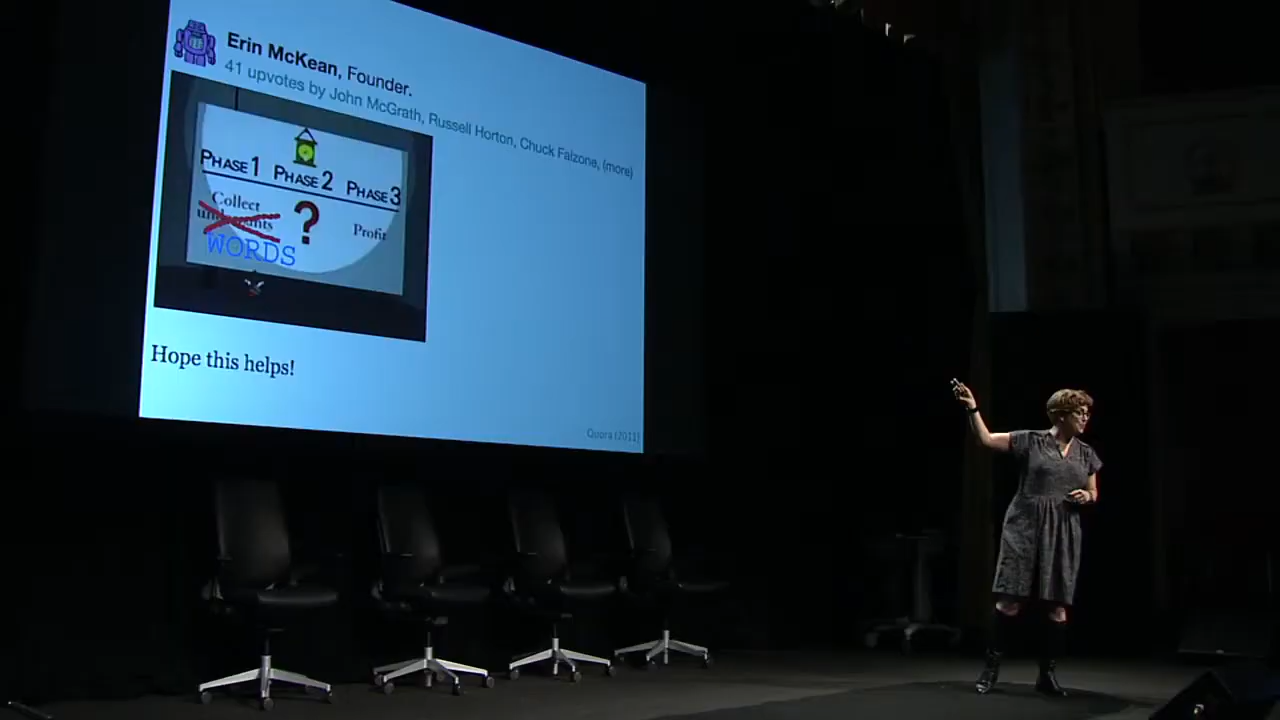 Erin McKean, Founder.
41 upvotes by John McGrath, Russell Horton, Chuck Falzone, (more)
PHASE 1 PHASE 2 PHASE 3
Collect
?
Profit
WORDS
Hope this helps!
Quora (2011)